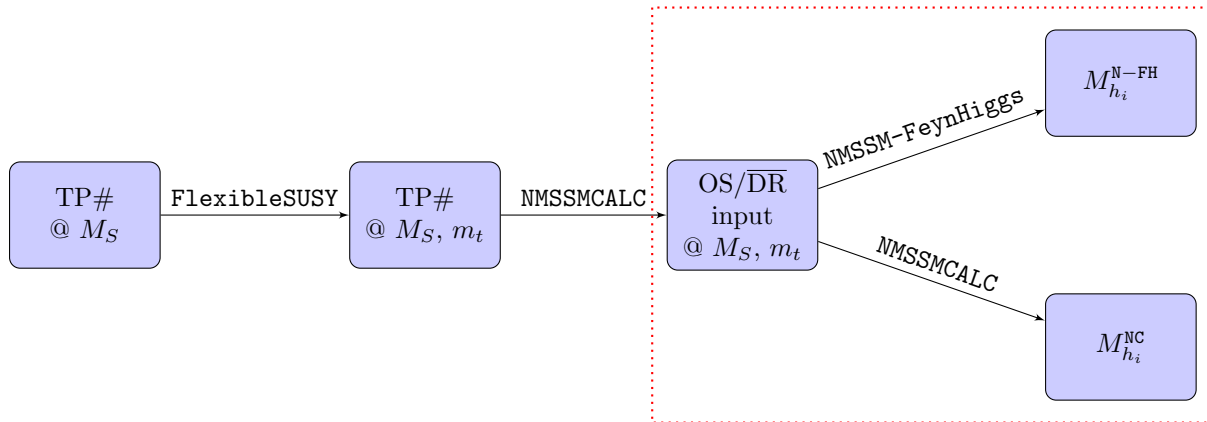 TP#
@ M_S
FlexibleSUSY
TP#
@ M_S, m_t
NMSSMCALC
OS/\overline{DR}
input
@ M_S, m_t
NMSSM-FeynHiggs
M_{h_i}^{N-FH}
NMSSMCALC
M_{h_i}^{NC}